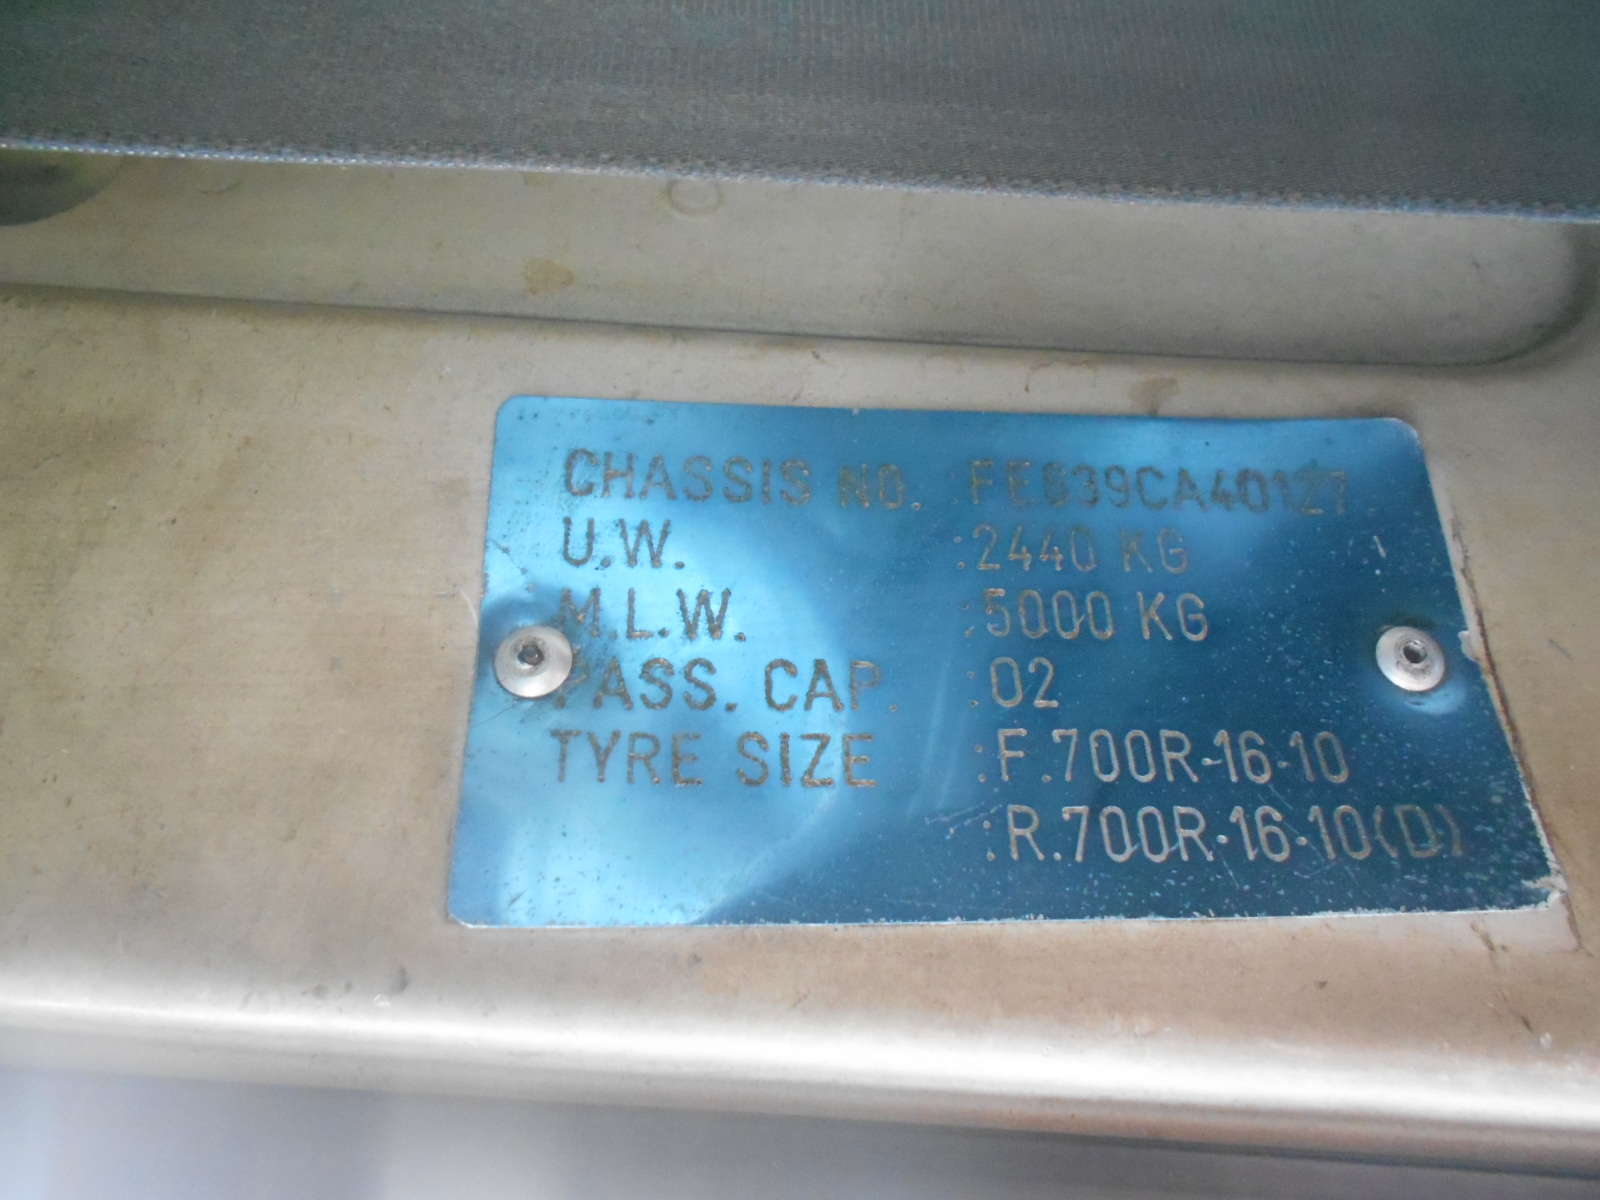 CHASSIS NO. :FE639CA40127
U.W. :2440 KG
M.L.W. :5000 KG
PASS. CAP. :02
TYRE SIZE :F.700R-16-10
:R.700R-16-10(D)